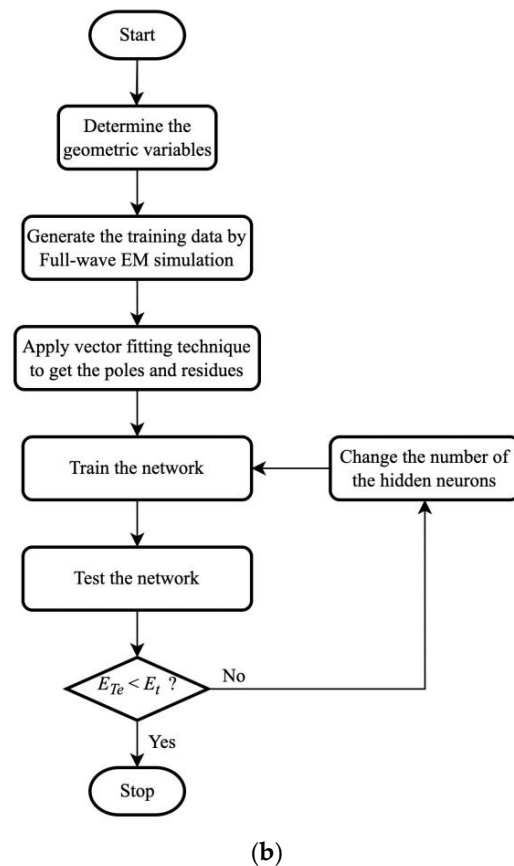 Start
Determine the
geometric variables
Generate the training data by
Full-wave EM simulation
Apply vector fitting technique
to get the poles and residues
Train the network
Change the number of
the hidden neurons
Test the network
E_{Te} < E_t ?
No
Yes
Stop
(b)